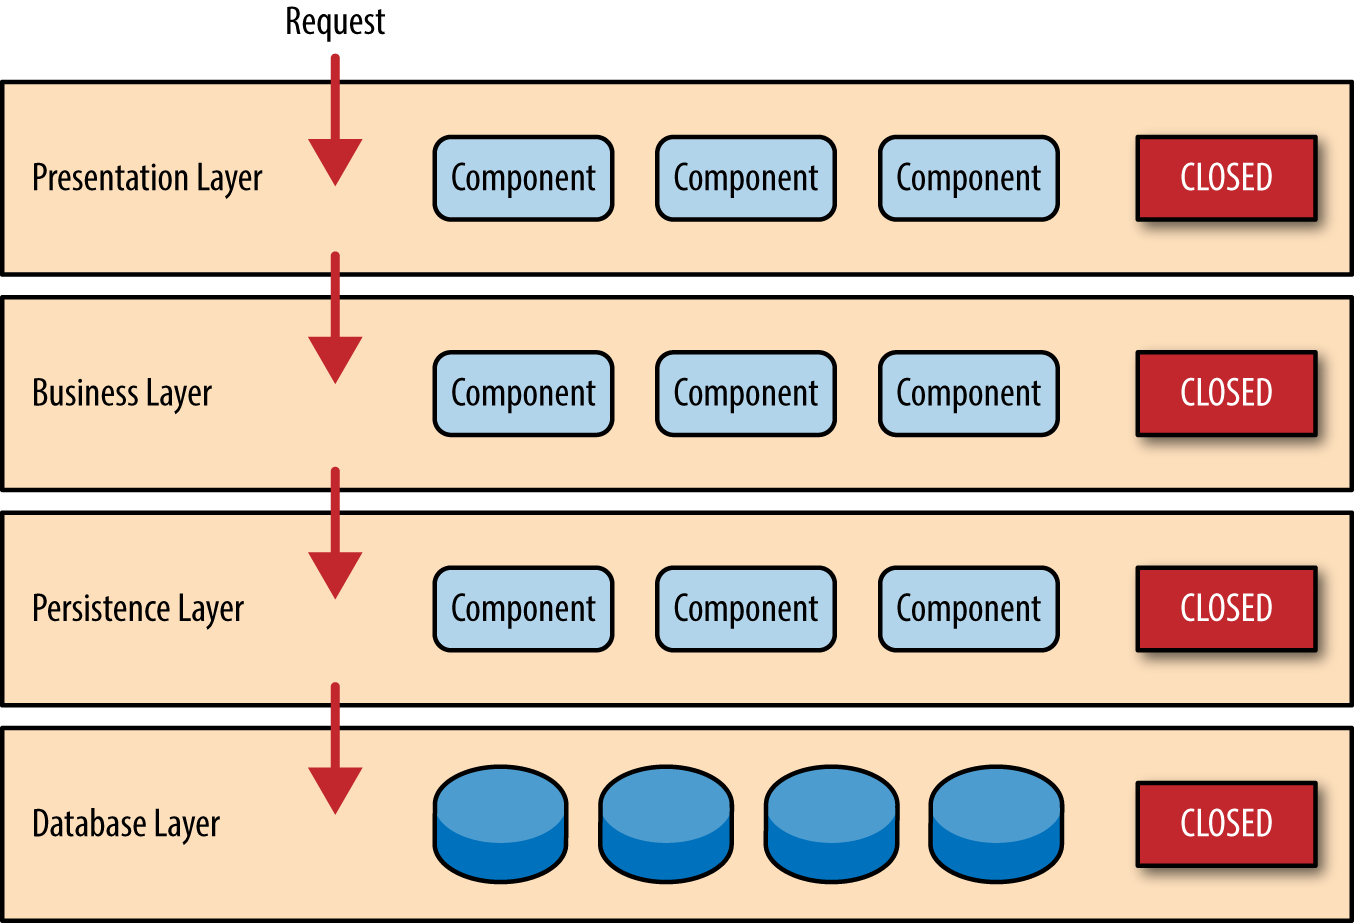 Request
Presentation Layer Component Component Component CLOSED
Business Layer Component Component Component CLOSED
Persistence Layer Component Component Component CLOSED
Database Layer CLOSED